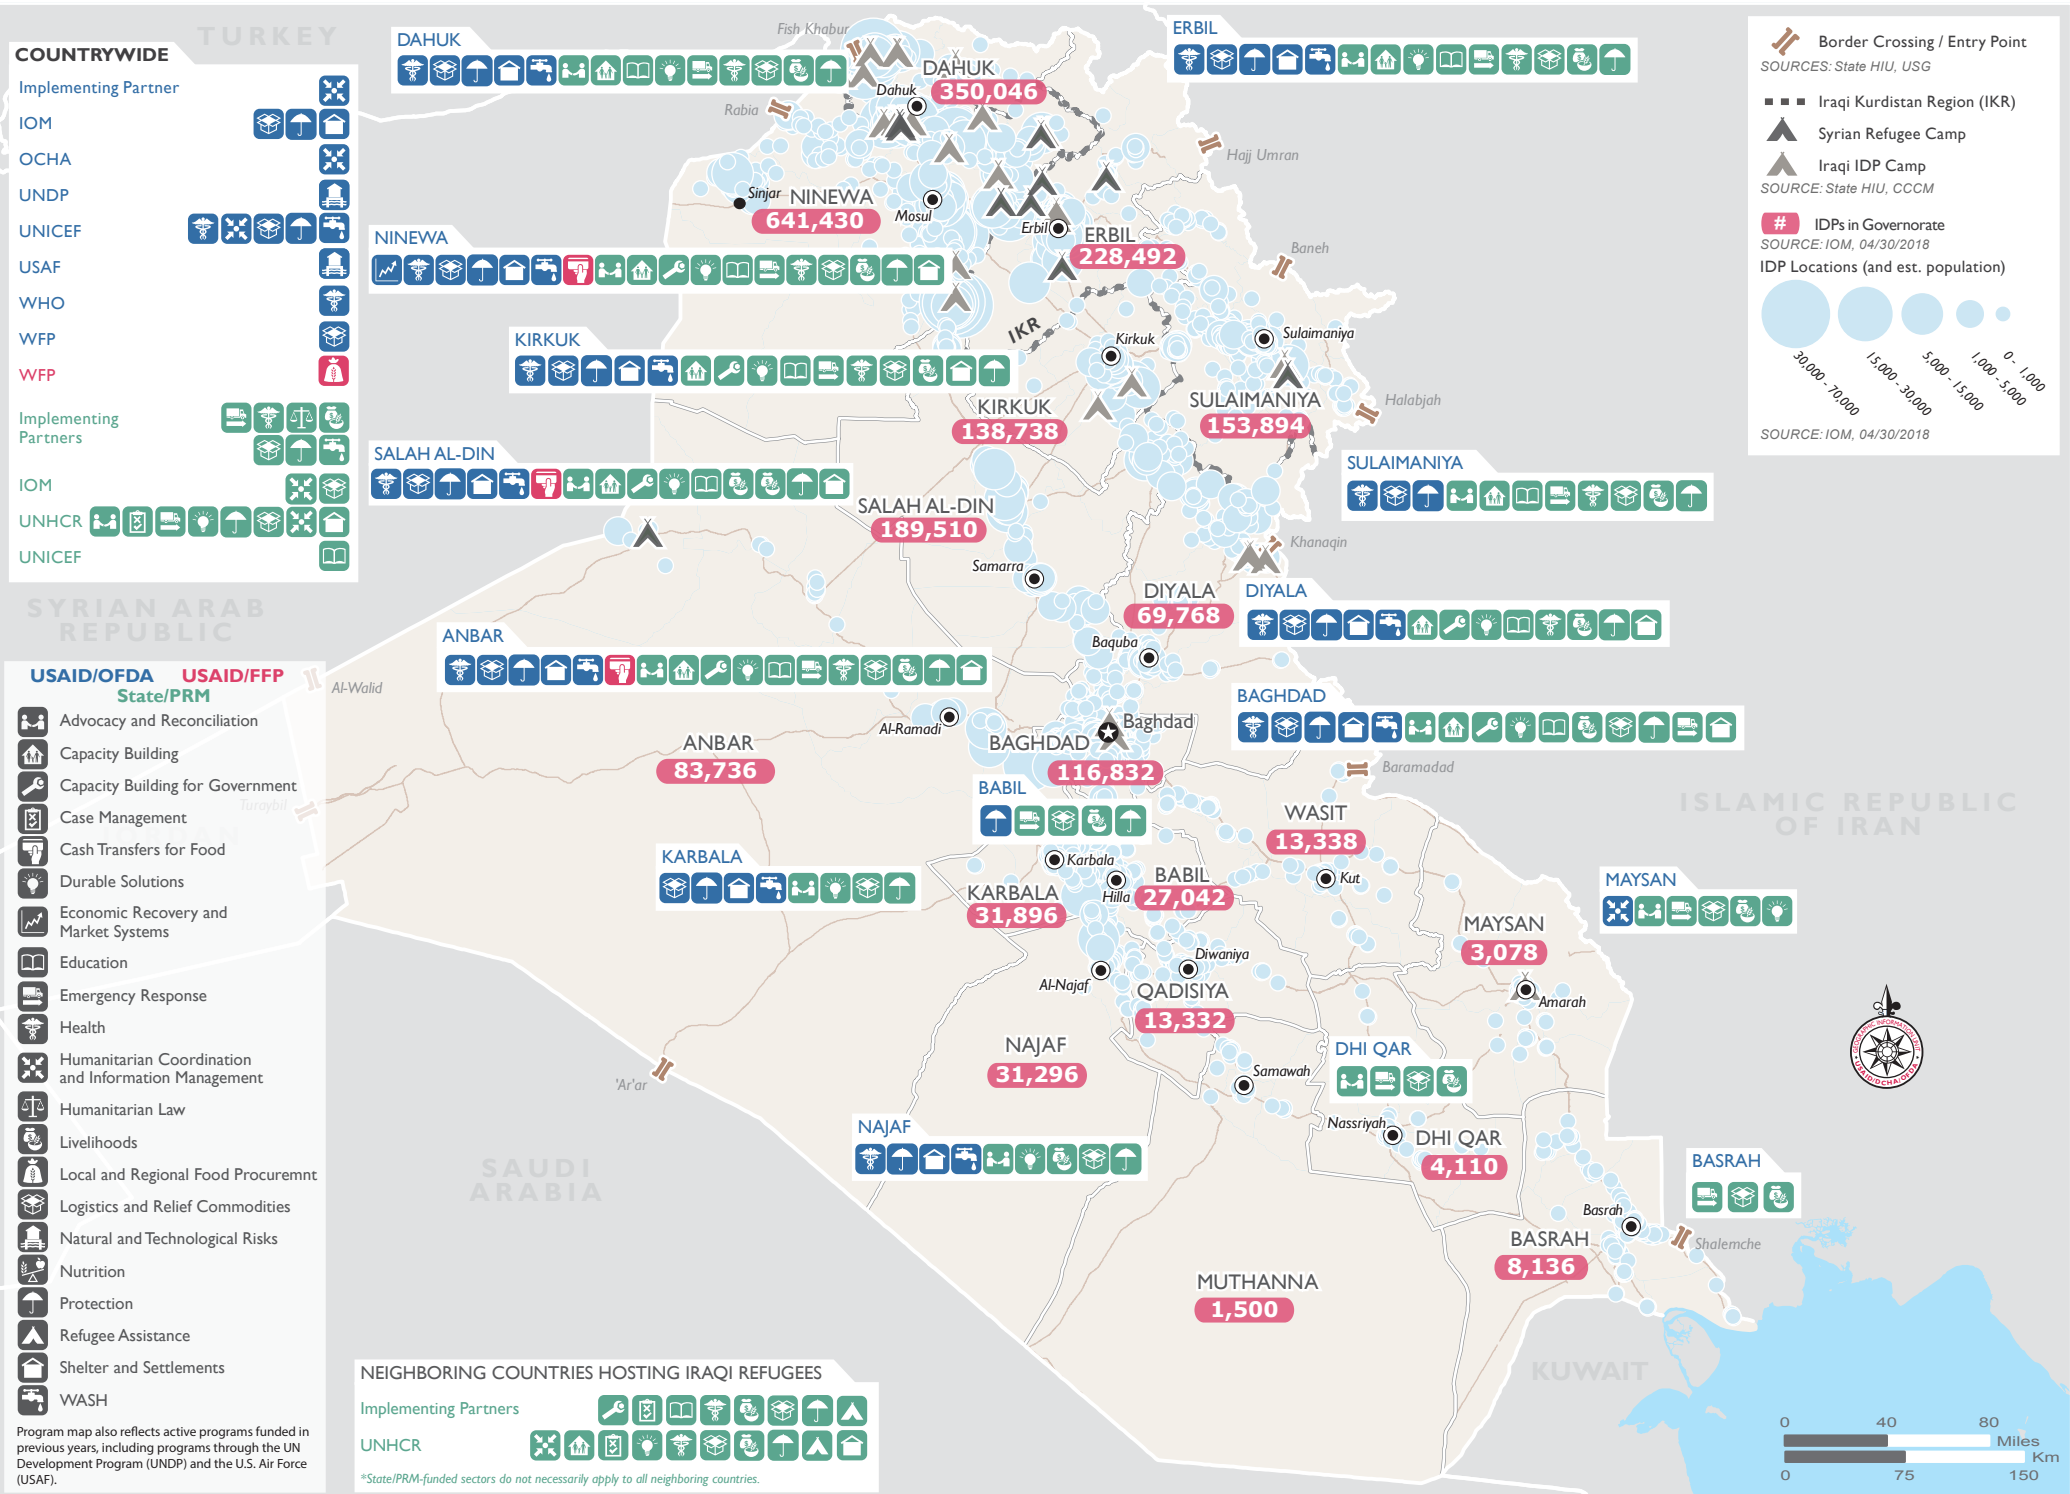 TURKEY
COUNTRYWIDE
Implementing Partner
IOM
OCHA
UNDP
UNICEF
USAF
WHO
WFP
WFP
Implementing
Partners
IOM
UNHCR
UNICEF
SYRIAN ARAB
REPUBLIC
USAID/OFDA USAID/FFP
State/PRM
Advocacy and Reconciliation
Capacity Building
Capacity Building for Government
Case Management
Cash Transfers for Food
Durable Solutions
Economic Recovery and
Market Systems
Education
Emergency Response
Health
Humanitarian Coordination
and Information Management
Humanitarian Law
Livelihoods
Local and Regional Food Procuremnt
Logistics and Relief Commodities
Natural and Technological Risks
Nutrition
Protection
Refugee Assistance
Shelter and Settlements
WASH
Program map also reflects active programs funded in
previous years, including programs through the UN
Development Program (UNDP) and the U.S. Air Force
(USAF).
Turaybil
JORDAN
Al-Walid
DAHUK
Fish Khabur
DAHUK
350,046
Dahuk
Rabia
ERBIL
Hajj Umran
Sinjar
NINEWA
641,430
Mosul
Erbil
ERBIL
228,492
NINEWA
Baneh
IKR
KIRKUK
Kirkuk
Sulaimaniya
KIRKUK
138,738
SULAIMANIYA
153,894
Halabjah
SALAH AL-DIN
SULAIMANIYA
SALAH AL-DIN
189,510
Khanaqin
Samarra
DIYALA
69,768
DIYALA
Baquba
ANBAR
BAGHDAD
Al-Ramadi
ANBAR
83,736
BAGHDAD
Baghdad
116,832
Baramadad
BABIL
WASIT
13,338
Kut
KARBALA
Karbala
KARBALA
31,896
Hilla
BABIL
27,042
MAYSAN
MAYSAN
3,078
Amarah
Diwaniya
Al-Najaf
QADISIYA
13,332
NAJAF
31,296
'Ar'ar
Samawah
DHI QAR
Nassriyah
DHI QAR
4,110
NAJAF
SAUDI
ARABIA
BASRAH
Basrah
BASRAH
8,136
Shalemche
MUTHANNA
1,500
KUWAIT
ISLAMIC REPUBLIC
OF IRAN
NEIGHBORING COUNTRIES HOSTING IRAQI REFUGEES
Implementing Partners
UNHCR
*State/PRM-funded sectors do not necessarily apply to all neighboring countries.
Border Crossing / Entry Point
SOURCES: State HIU, USG
Iraqi Kurdistan Region (IKR)
Syrian Refugee Camp
Iraqi IDP Camp
SOURCE: State HIU, CCCM
# IDPs in Governorate
SOURCE: IOM, 04/30/2018
IDP Locations (and est. population)
30,000 - 70,000
15,000 - 30,000
5,000 - 15,000
1,000 - 5,000
0 - 1,000
SOURCE: IOM, 04/30/2018
GEOGRAPHIC INFORMATION UNIT
USAID/DCHA/OFDA
0 40 80
Miles
Km
0 75 150